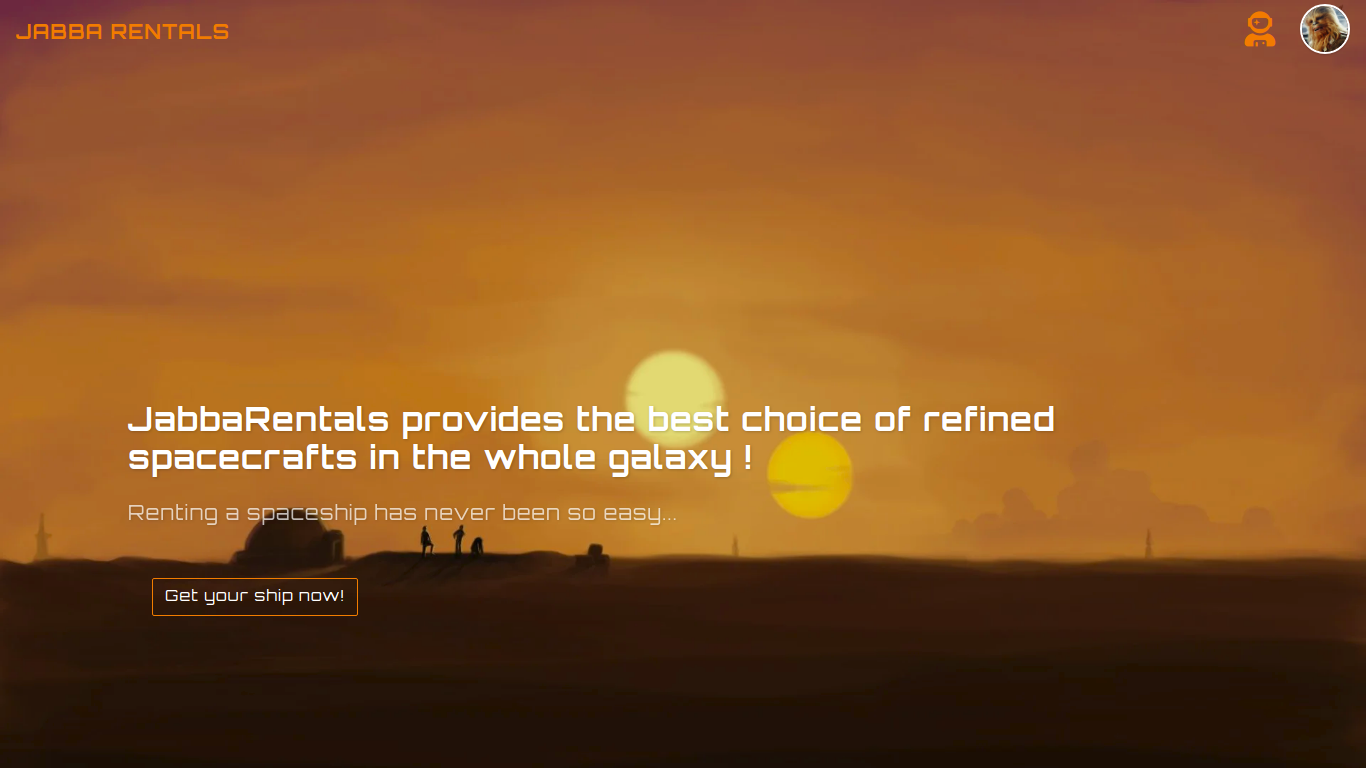 JABBA RENTALS
JabbaRentals provides the best choice of refined
spacecrafts in the whole galaxy !
Renting a spaceship has never been so easy...
Get your ship now!